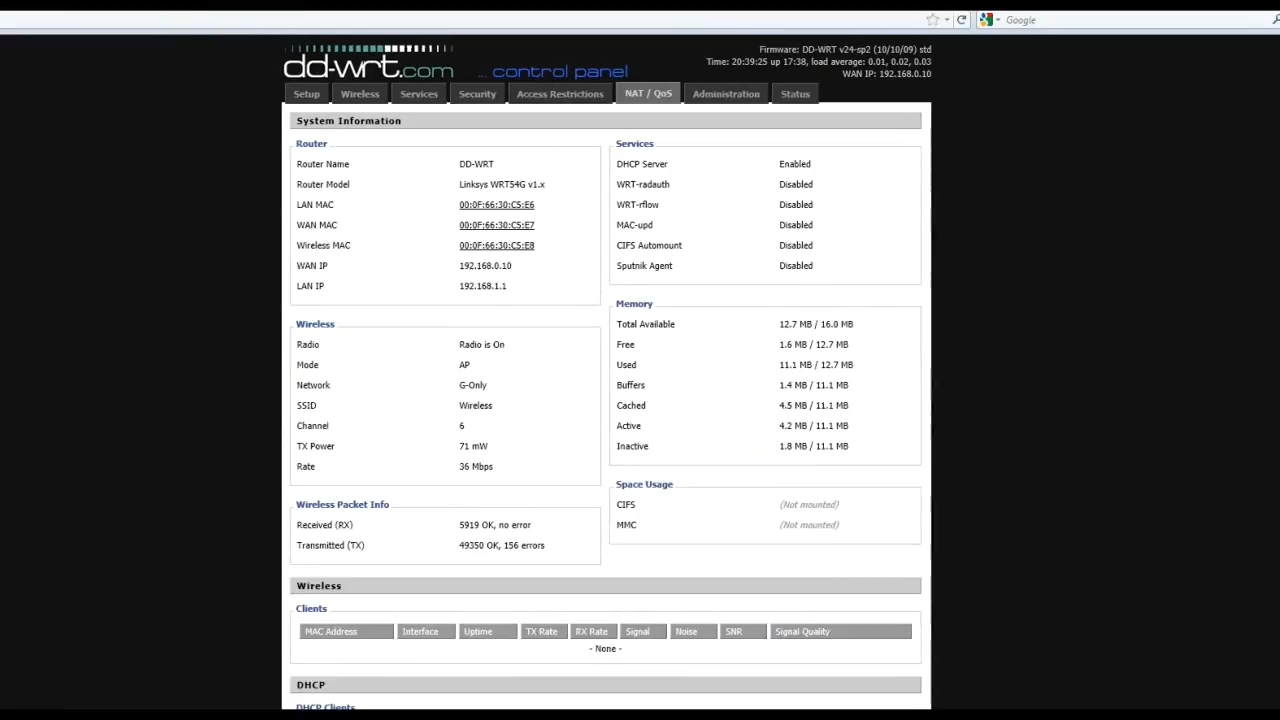 Google
Firmware: DD-WRT v24-sp2 (10/10/09) std
Time: 20:39:25 up 17:38, load average: 0.01, 0.02, 0.03
WAN IP: 192.168.0.10
dd-wrt.com ... control panel
Setup Wireless Services Security Access Restrictions NAT / QoS Administration Status
System Information
Router
Router Name DD-WRT
Router Model Linksys WRT54G v1.x
LAN MAC 00:0F:66:30:C5:E6
WAN MAC 00:0F:66:30:C5:E7
Wireless MAC 00:0F:66:30:C5:E8
WAN IP 192.168.0.10
LAN IP 192.168.1.1
Wireless
Radio Radio is On
Mode AP
Network G-Only
SSID Wireless
Channel 6
TX Power 71 mW
Rate 36 Mbps
Wireless Packet Info
Received (RX) 5919 OK, no error
Transmitted (TX) 49350 OK, 156 errors
Services
DHCP Server Enabled
WRT-radauth Disabled
WRT-rflow Disabled
MAC-upd Disabled
CIFS Automount Disabled
Sputnik Agent Disabled
Memory
Total Available 12.7 MB / 16.0 MB
Free 1.6 MB / 12.7 MB
Used 11.1 MB / 12.7 MB
Buffers 1.4 MB / 11.1 MB
Cached 4.5 MB / 11.1 MB
Active 4.2 MB / 11.1 MB
Inactive 1.8 MB / 11.1 MB
Space Usage
CIFS (Not mounted)
MMC (Not mounted)
Wireless
Clients
MAC Address Interface Uptime TX Rate RX Rate Signal Noise SNR Signal Quality
- None -
DHCP
DHCP Clients